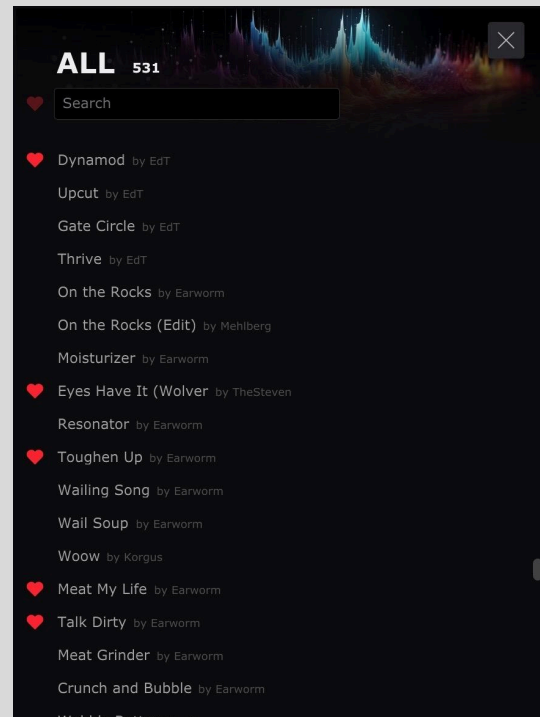 ALL 531
Search
Dynamod by EdT
Upcut by EdT
Gate Circle by EdT
Thrive by EdT
On the Rocks by Earworm
On the Rocks (Edit) by Mehlberg
Moisturizer by Earworm
Eyes Have It (Wolver by TheSteven
Resonator by Earworm
Toughen Up by Earworm
Wailing Song by Earworm
Wail Soup by Earworm
Woow by Korgus
Meat My Life by Earworm
Talk Dirty by Earworm
Meat Grinder by Earworm
Crunch and Bubble by Earworm